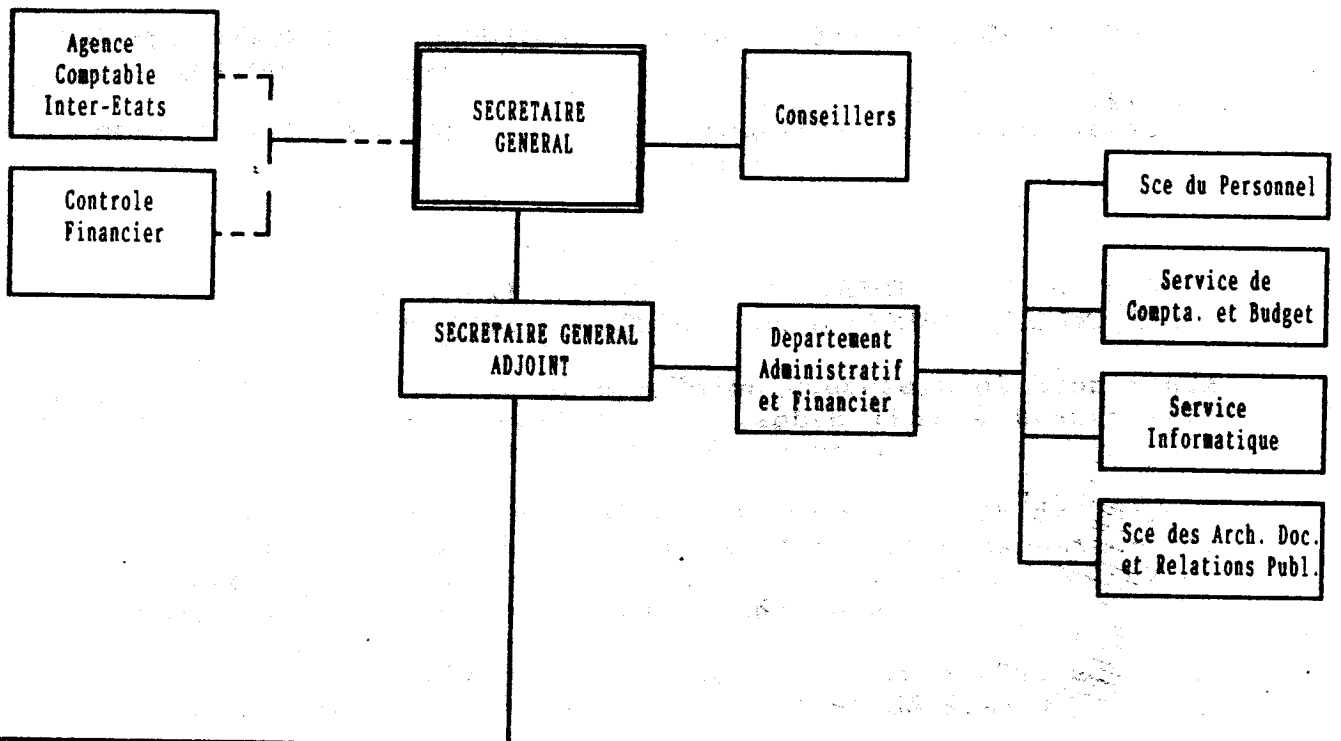 Agence
Comptable
Inter-Etats
SECRETAIRE
GENERAL
Conseillers
Controle
Financier
Sce du Personnel
Service de
Compta. et Budget
SECRETAIRE GENERAL
ADJOINT
Departement
Administratif
et Financier
Service
Informatique
Sce des Arch. Doc.
et Relations Publ.